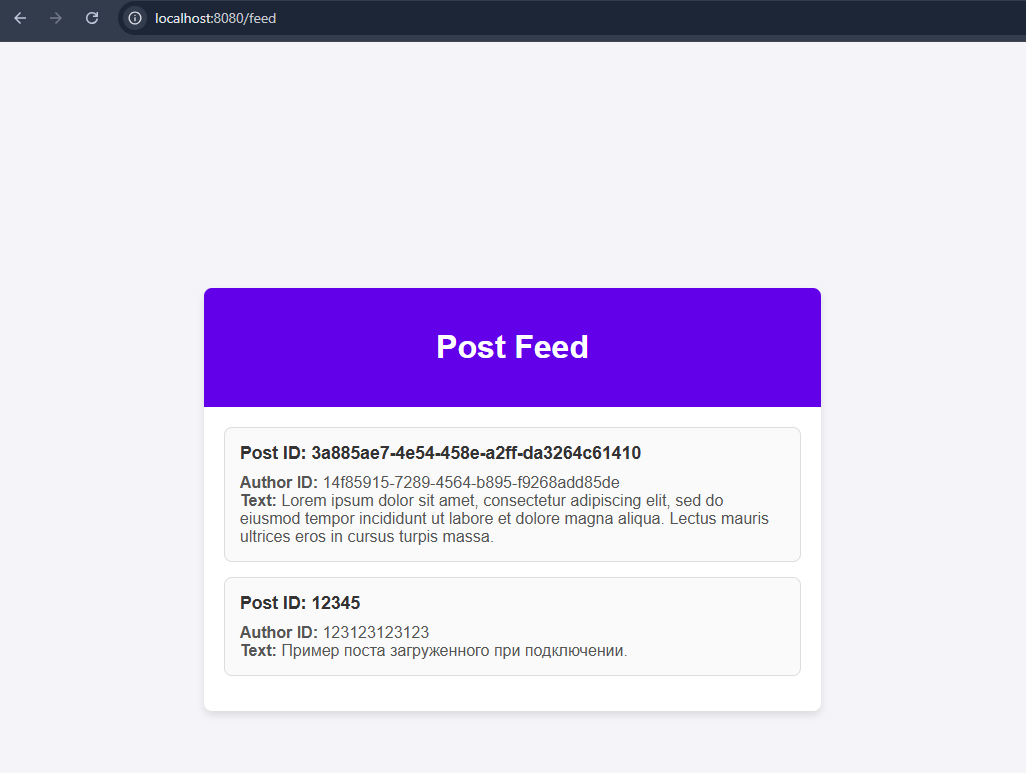 localhost:8080/feed
Post Feed
Post ID: 3a885ae7-4e54-458e-a2ff-da3264c61410
Author ID: 14f85915-7289-4564-b895-f9268add85de
Text: Lorem ipsum dolor sit amet, consectetur adipiscing elit, sed do
eiusmod tempor incididunt ut labore et dolore magna aliqua. Lectus mauris
ultrices eros in cursus turpis massa.
Post ID: 12345
Author ID: 123123123123
Text: Пример поста загруженного при подключении.